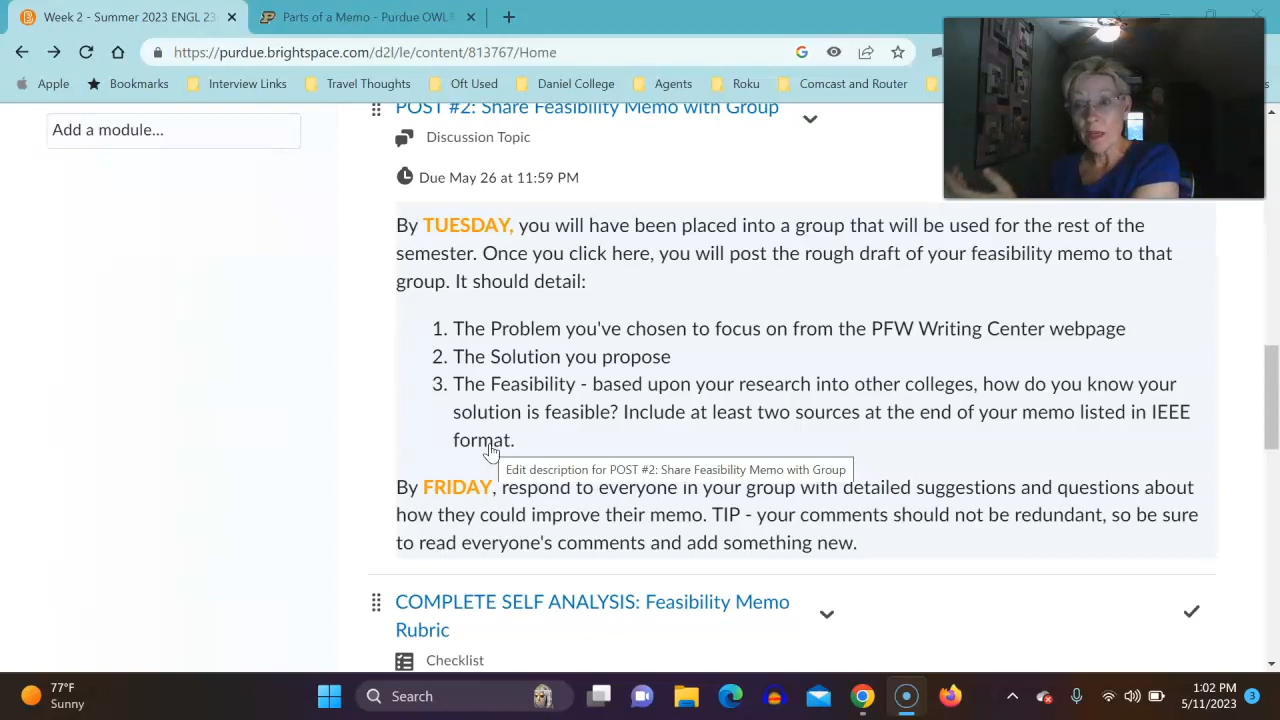 Week 2 - Summer 2023 ENGL 23
Parts of a Memo - Purdue OWL
https://purdue.brightspace.com/d2l/le/content/813767/Home
Apple
Bookmarks
Interview Links
Travel Thoughts
Oft Used
Daniel College
Agents
Roku
Comcast and Router
Add a module...
POST #2: Share Feasibility Memo with Group
Discussion Topic
Due May 26 at 11:59 PM
By TUESDAY, you will have been placed into a group that will be used for the rest of the
semester. Once you click here, you will post the rough draft of your feasibility memo to that
group. It should detail:
1. The Problem you've chosen to focus on from the PFW Writing Center webpage
2. The Solution you propose
3. The Feasibility - based upon your research into other colleges, how do you know your
solution is feasible? Include at least two sources at the end of your memo listed in IEEE
format.
Edit description for POST #2: Share Feasibility Memo with Group
By FRIDAY, respond to everyone in your group with detailed suggestions and questions about
how they could improve their memo. TIP - your comments should not be redundant, so be sure
to read everyone's comments and add something new.
COMPLETE SELF ANALYSIS: Feasibility Memo
Rubric
Checklist
77°F
Sunny
Search
1:02 PM
5/11/2023
3